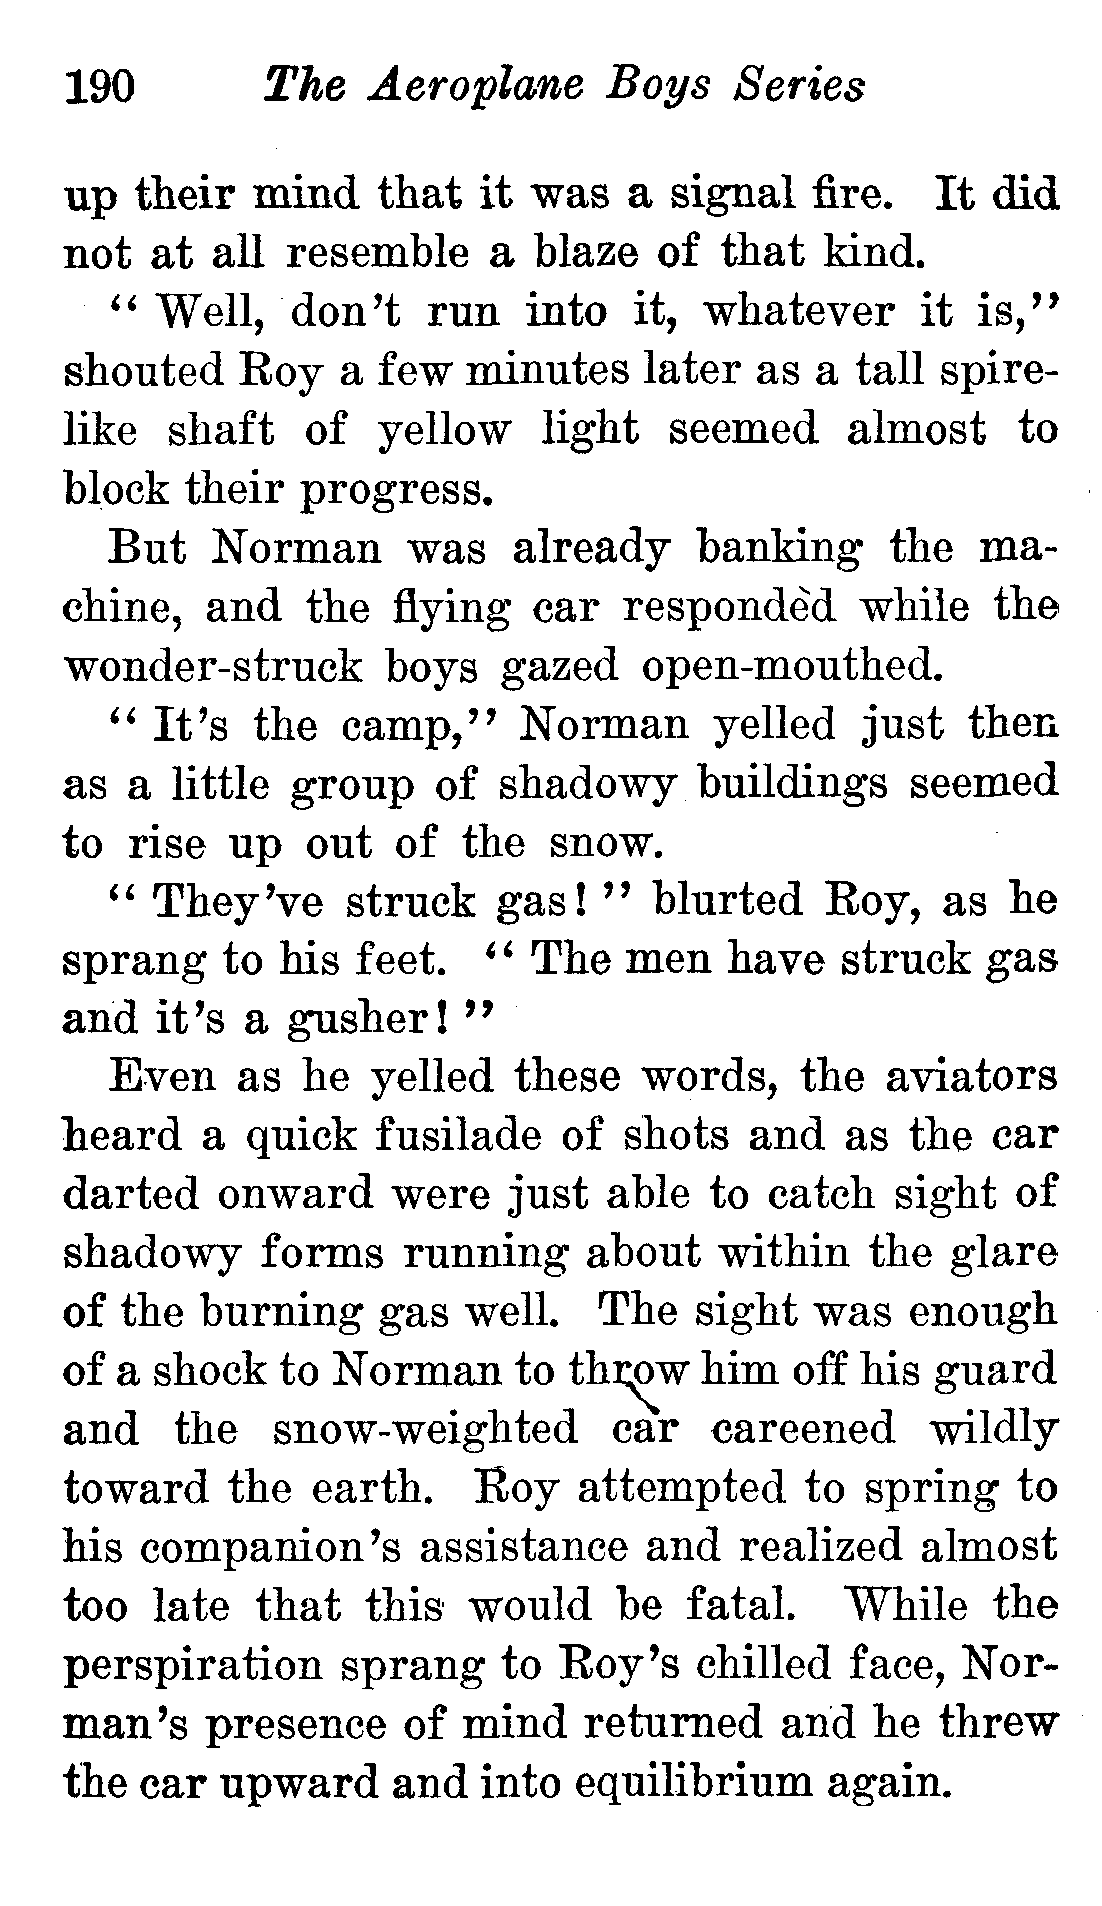 190 The Aeroplane Boys Series
up their mind that it was a signal fire. It did
not at all resemble a blaze of that kind.
“ Well, don’t run into it, whatever it is,”
shouted Roy a few minutes later as a tall spire-
like shaft of yellow light seemed almost to
block their progress.
But Norman was already banking the ma-
chine, and the flying car responded while the
wonder-struck boys gazed open-mouthed.
“ It’s the camp,” Norman yelled just then
as a little group of shadowy buildings seemed
to rise up out of the snow.
“ They’ve struck gas! ” blurted Roy, as he
sprang to his feet. “ The men have struck gas
and it’s a gusher! ”
Even as he yelled these words, the aviators
heard a quick fusilade of shots and as the car
darted onward were just able to catch sight of
shadowy forms running about within the glare
of the burning gas well. The sight was enough
of a shock to Norman to throw him off his guard
and the snow-weighted car careened wildly
toward the earth. Roy attempted to spring to
his companion’s assistance and realized almost
too late that this would be fatal. While the
perspiration sprang to Roy’s chilled face, Nor-
man’s presence of mind returned and he threw
the car upward and into equilibrium again.